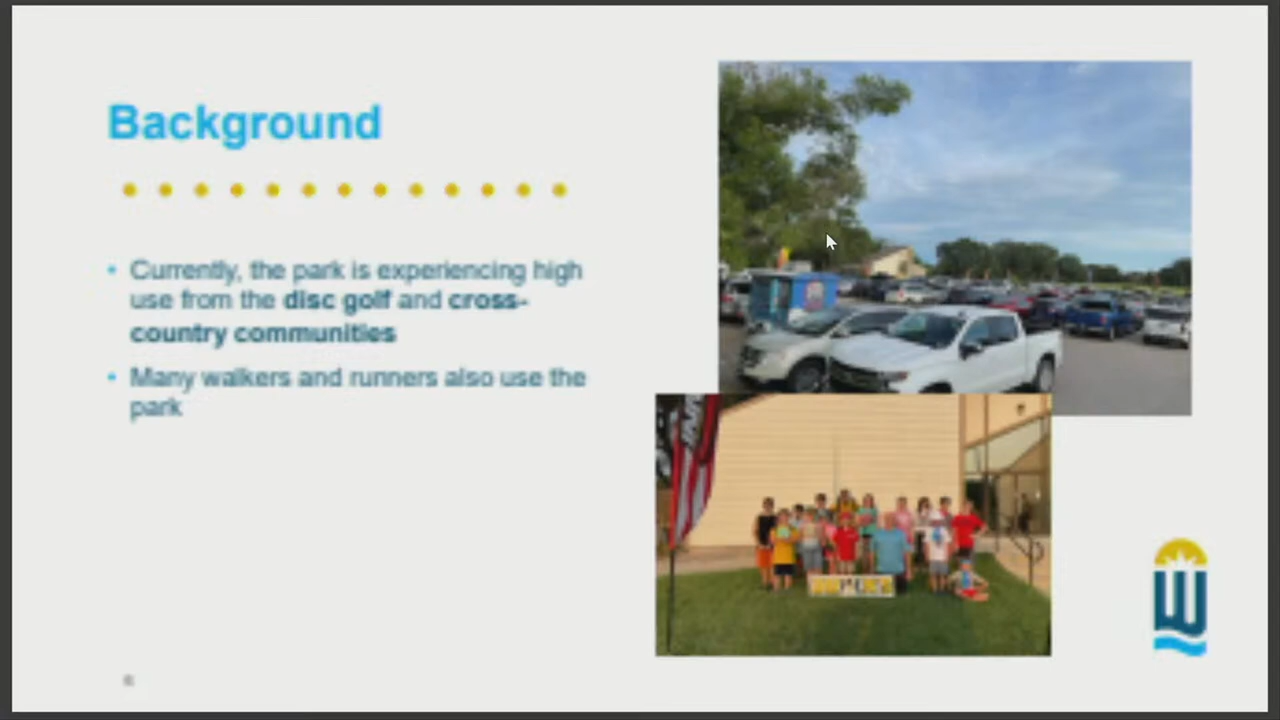 Background
• Currently, the park is experiencing high
use from the disc golf and cross-
country communities
• Many walkers and runners also use the
park
W